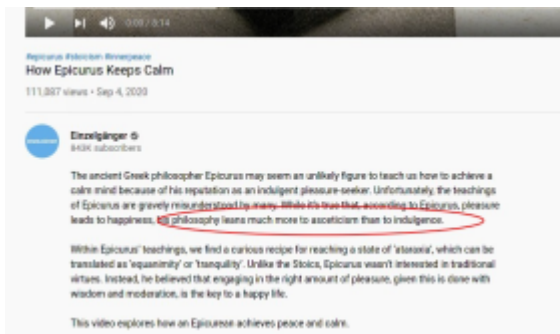 0:00 / 8:14
#epicurus #stoicism #innerpeace
How Epicurus Keeps Calm
111,087 views • Sep 4, 2020
Einzelgänger
840K subscribers
The ancient Greek philosopher Epicurus may seem an unlikely figure to teach us how to achieve a
calm mind because of his reputation as an indulgent pleasure-seeker. Unfortunately, the teachings
of Epicurus are gravely misunderstood by many. While it's true that, according to Epicurus, pleasure
leads to happiness, his philosophy leans much more to asceticism than to indulgence.
Within Epicurus' teachings, we find a curious recipe for reaching a state of 'ataraxia', which can be
translated as 'equanimity' or 'tranquility'. Unlike the Stoics, Epicurus wasn't interested in traditional
virtues. Instead, he believed that engaging in the right amount of pleasure, given this is done with
wisdom and moderation, is the key to a happy life.
This video explores how an Epicurean achieves peace and calm.